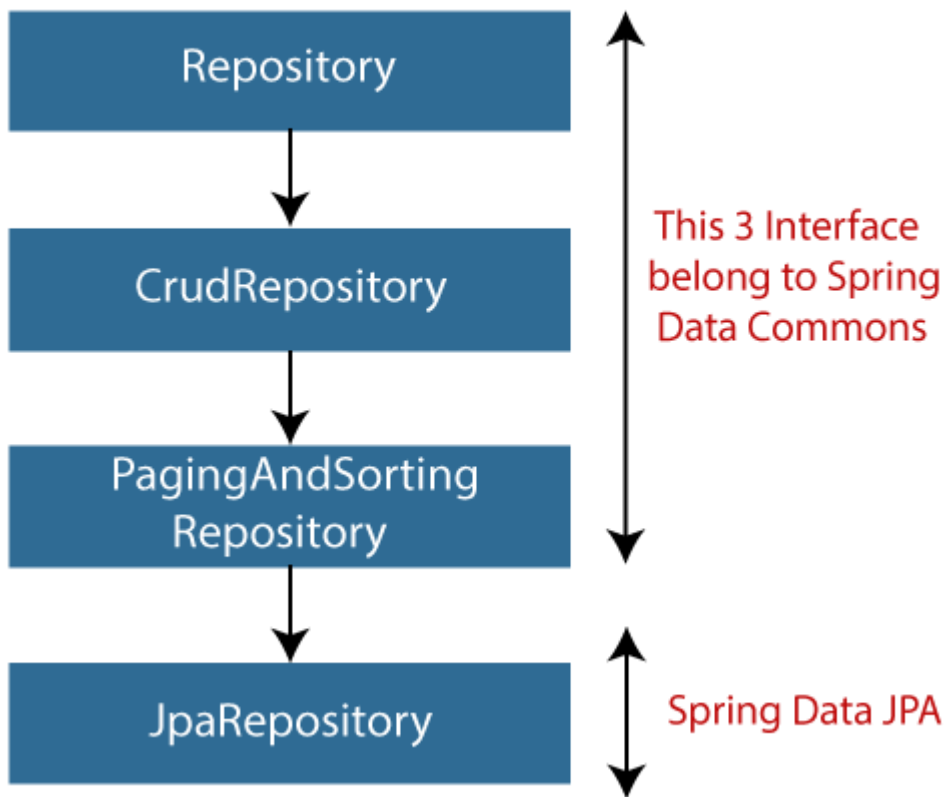 Repository
CrudRepository
PagingAndSorting
Repository
JpaRepository
This 3 Interface
belong to Spring
Data Commons
Spring Data JPA